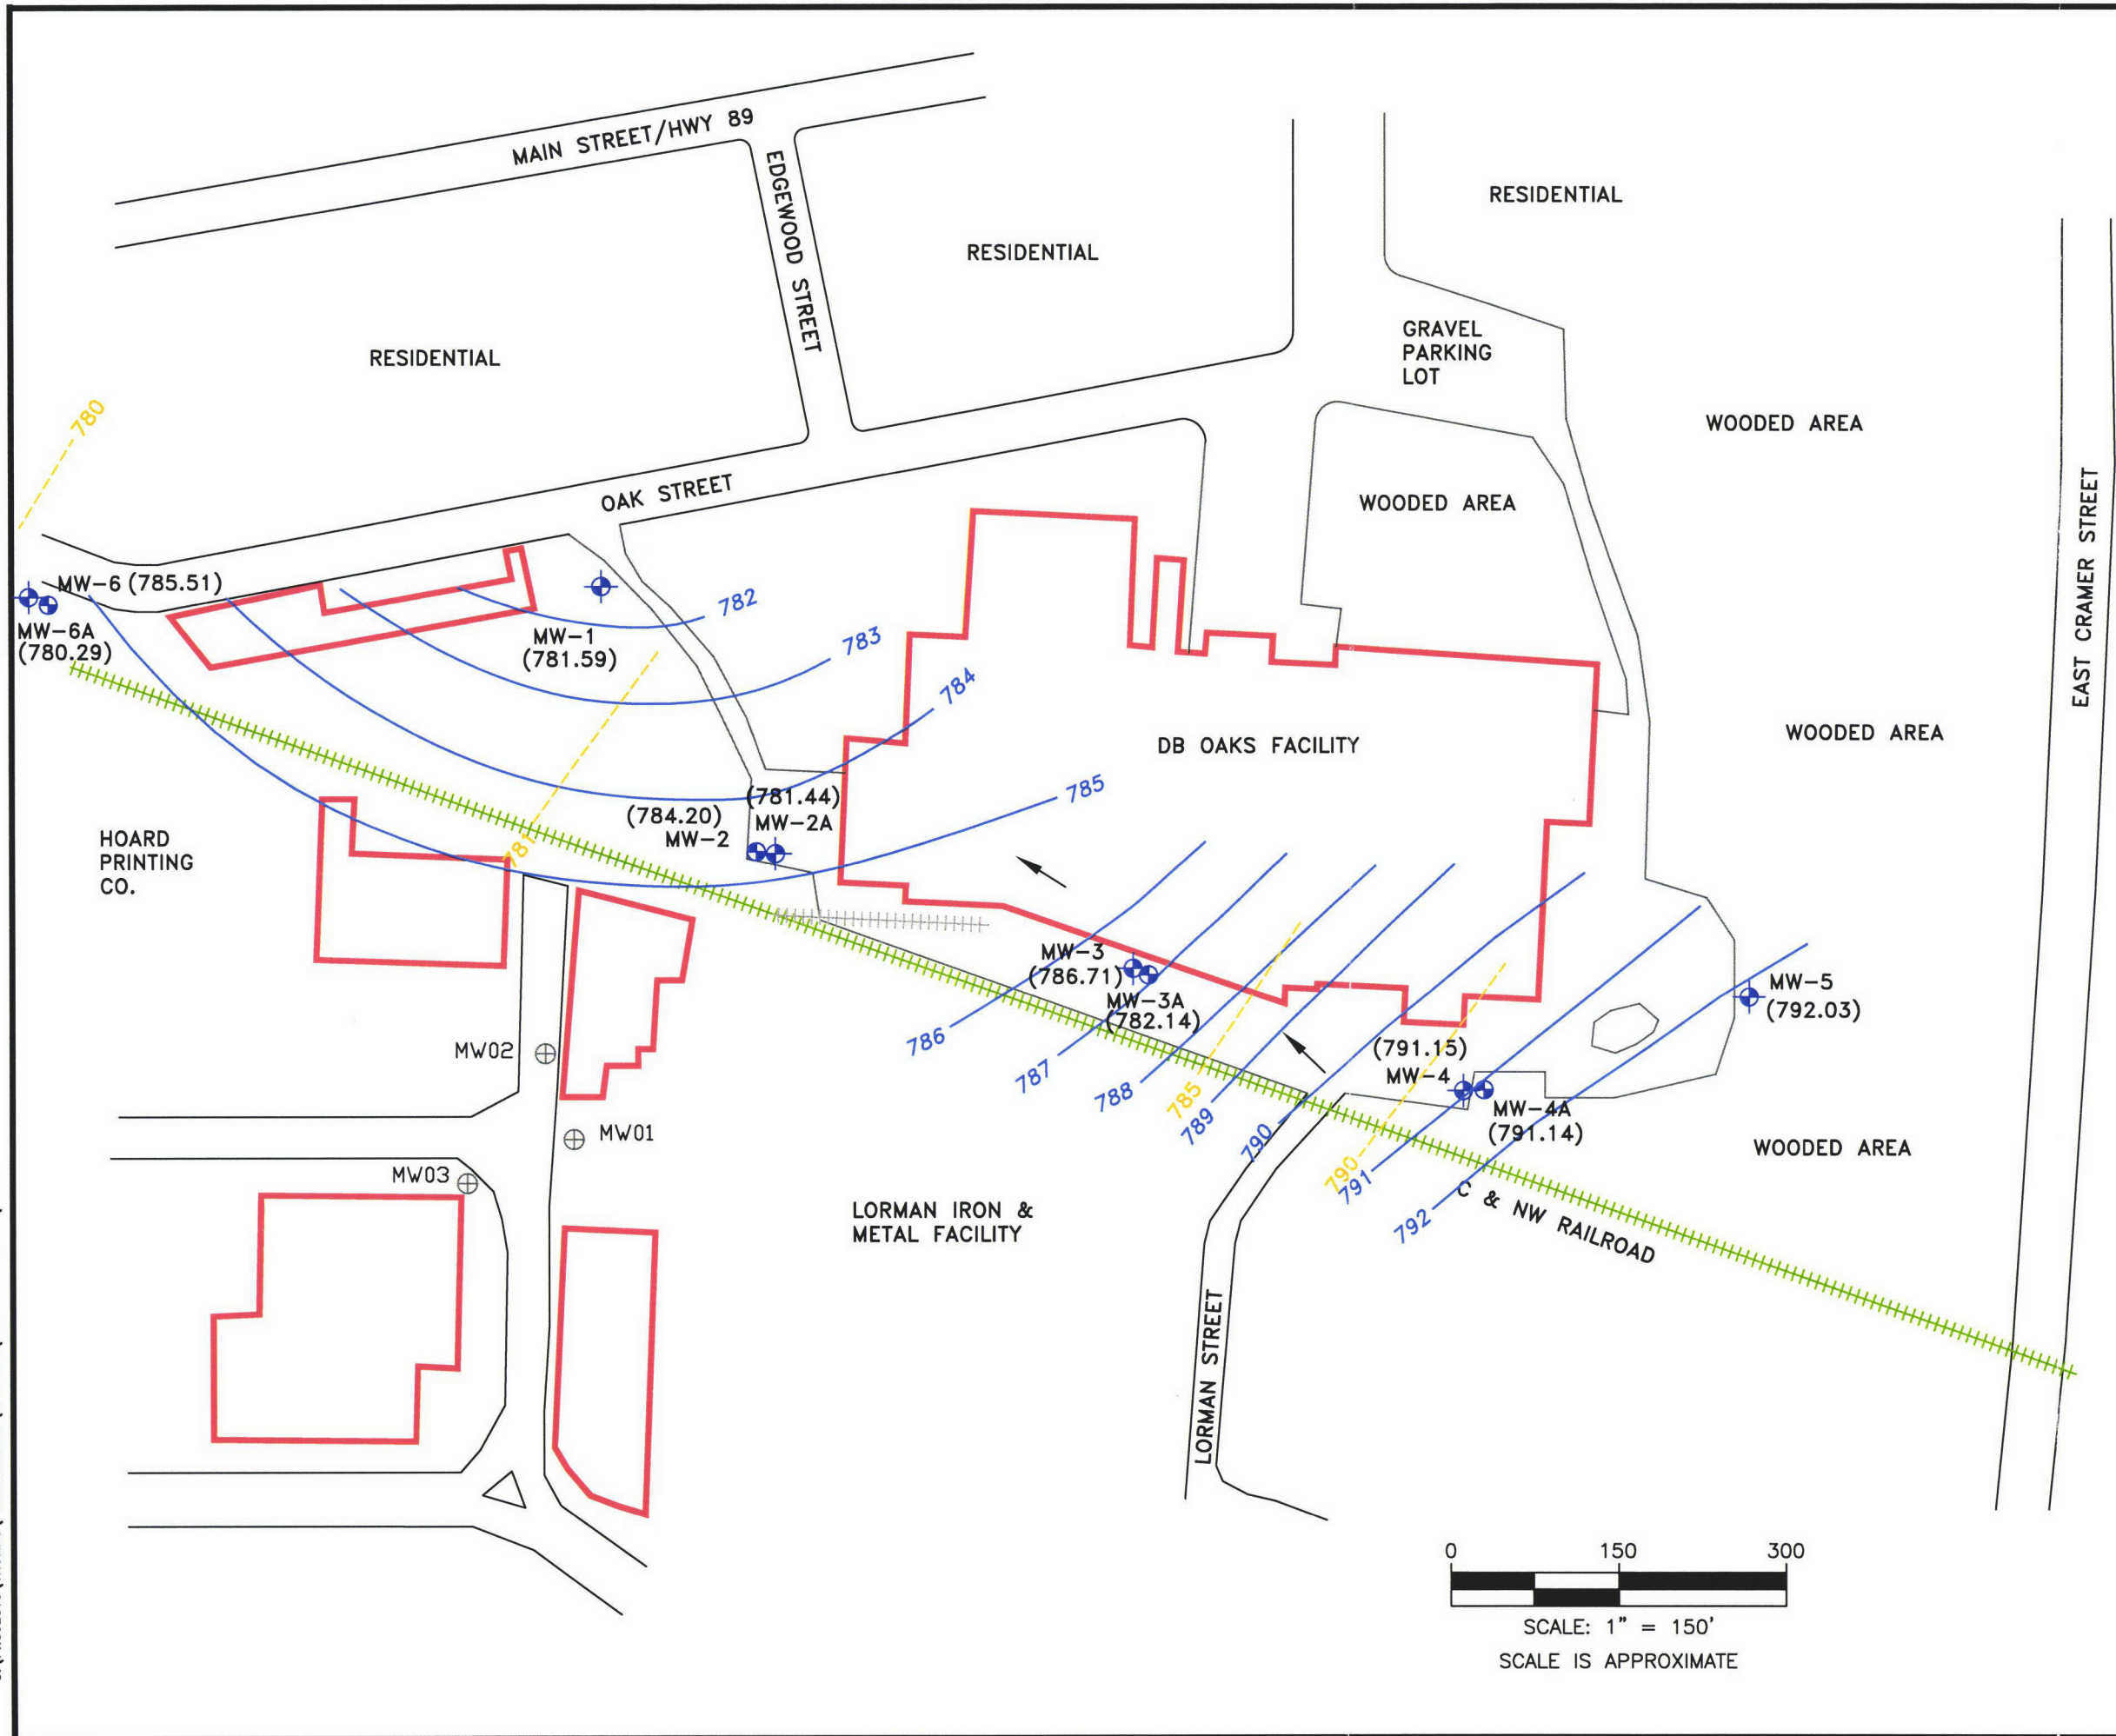 MAIN STREET/HWY 89
EDGEWOOD STREET
RESIDENTIAL
RESIDENTIAL
RESIDENTIAL
GRAVEL
PARKING
LOT
WOODED AREA
WOODED AREA
WOODED AREA
WOODED AREA
EAST CRAMER STREET
OAK STREET
780
MW-6 (785.51)
MW-6A
(780.29)
MW-1
(781.59)
782
783
784
785
DB OAKS FACILITY
(781.44)
MW-2A
(784.20)
MW-2
781
HOARD
PRINTING
CO.
MW-3
(786.71)
MW-3A
(782.14)
MW-5
(792.03)
(791.15)
MW-4
MW-4A
(791.14)
786
787
788
785
789
790
790
791
792
C & NW RAILROAD
MW02
MW01
MW03
LORMAN IRON &
METAL FACILITY
LORMAN STREET
0 150 300
SCALE: 1" = 150'
SCALE IS APPROXIMATE